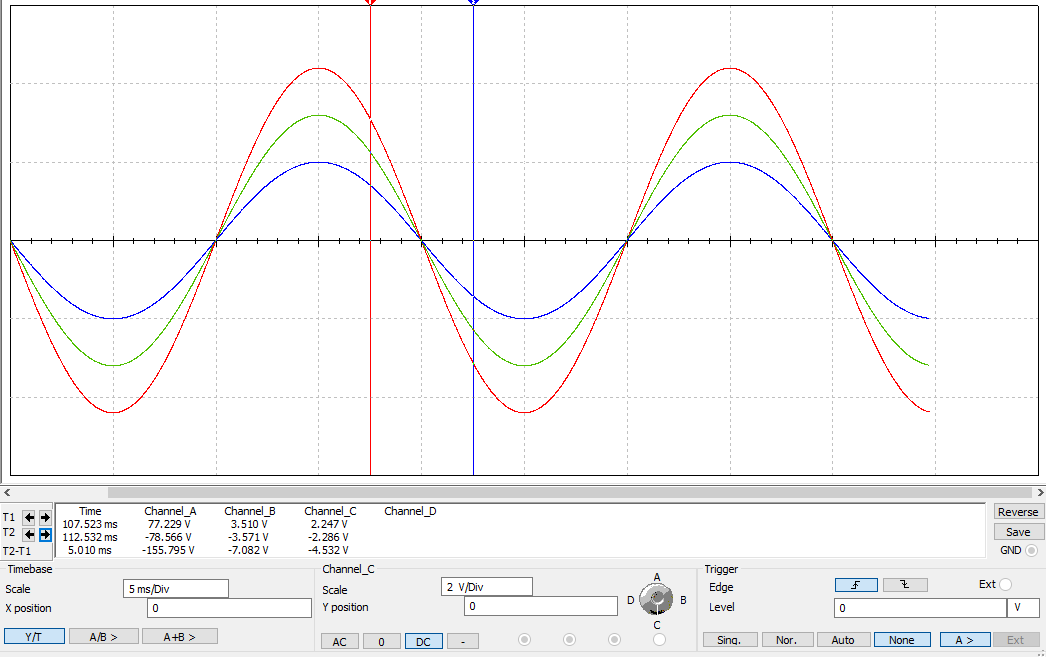 Time Channel_A Channel_B Channel_C Channel_D
T1 107.523 ms 77.229 V 3.510 V 2.247 V
T2 112.532 ms -78.566 V -3.571 V -2.286 V
T2-T1 5.010 ms -155.795 V -7.082 V -4.532 V
Reverse
Save
GND
Timebase
Scale 5 ms/Div
X position 0
Y/T A/B > A+B >
Channel_C
Scale 2 V/Div
Y position 0
AC 0 DC -
A
D B
C
Trigger
Edge Ext
Level 0 V
Sing. Nor. Auto None A > Ext